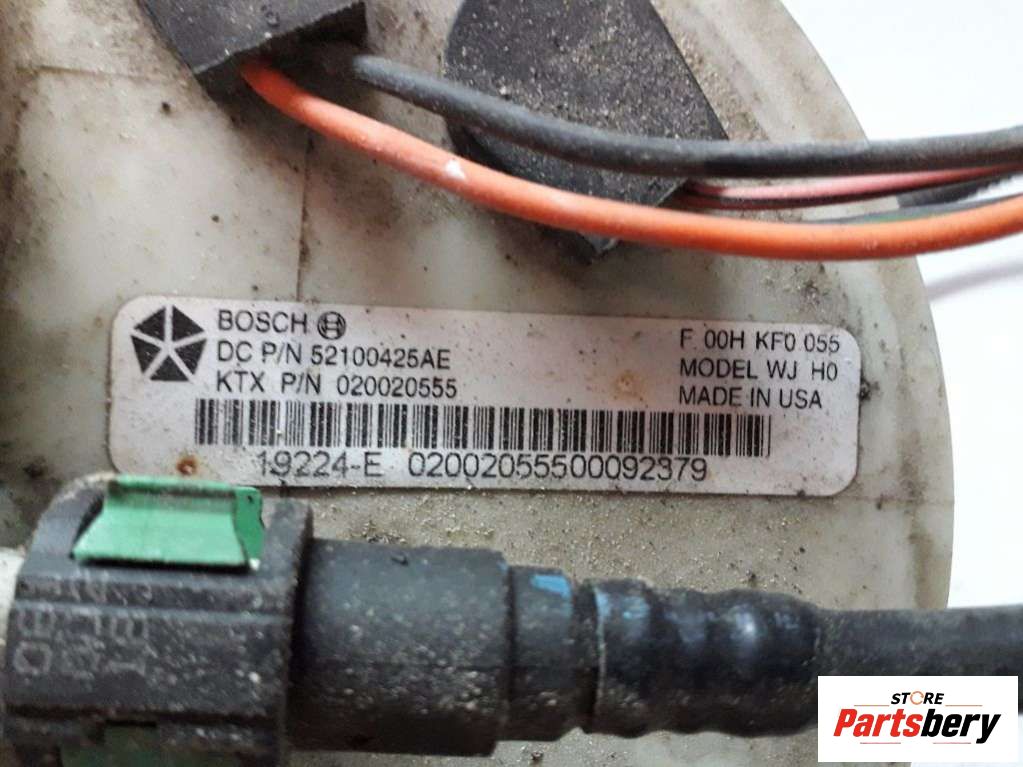 BOSCH
DC P/N 52100425AE
KTX P/N 020020555
F 00H KF0 055
MODEL WJ H0
MADE IN USA
19224-E 02002055500092379
STORE
Partsbery